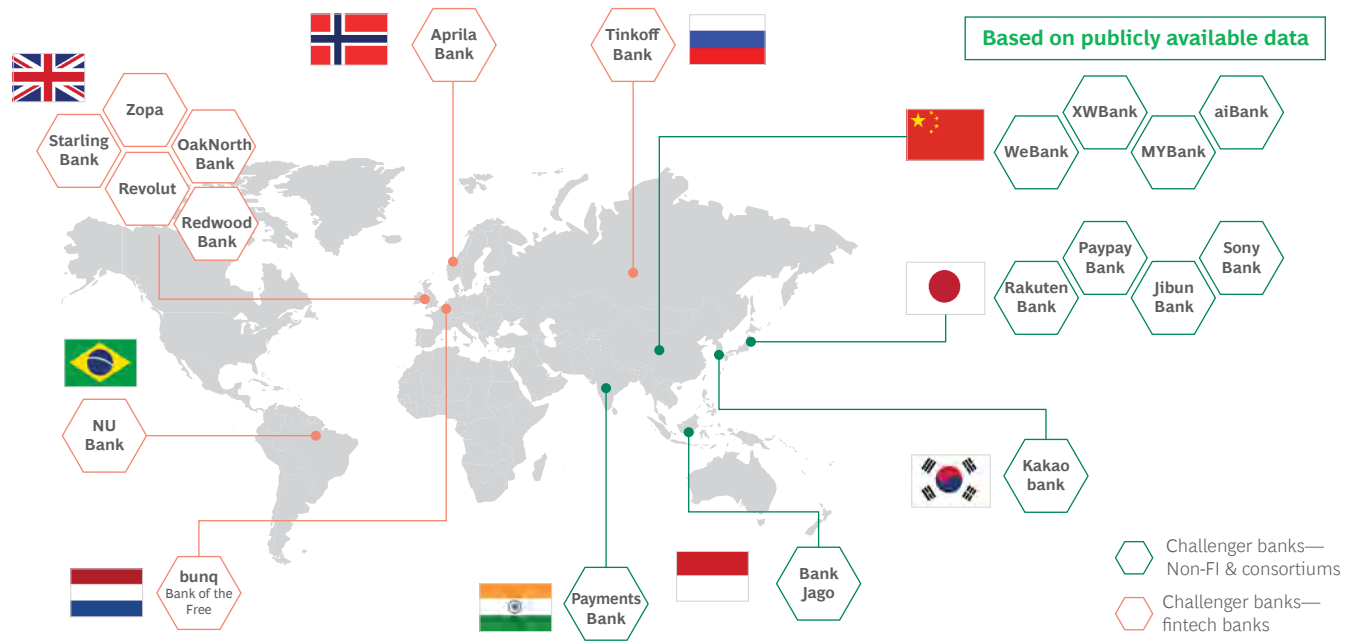 Aprila
Bank
Tinkoff
Bank
Based on publicly available data
Zopa
Starling
Bank
OakNorth
Bank
Revolut
Redwood
Bank
XWBank
aiBank
WeBank
MYBank
Paypay
Bank
Sony
Bank
Rakuten
Bank
Jibun
Bank
NU
Bank
Kakao
bank
bunq
Bank of the
Free
Payments
Bank
Bank
Jago
Challenger banks—
Non-FI & consortiums
Challenger banks—
fintech banks